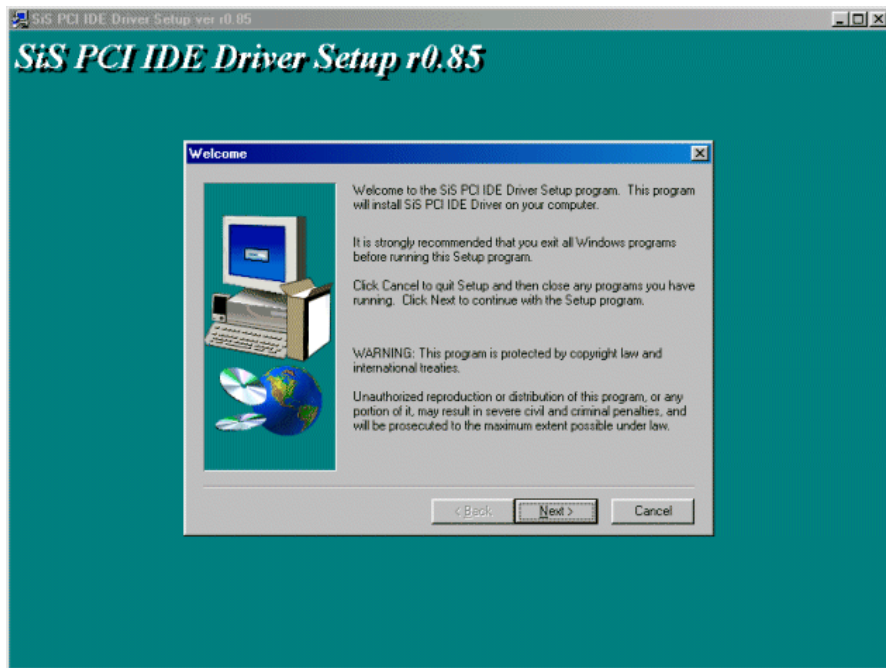 SiS PCI IDE Driver Setup ver r0.85
SiS PCI IDE Driver Setup r0.85
Welcome
Welcome to the SiS PCI IDE Driver Setup program. This program
will install SiS PCI IDE Driver on your computer.
It is strongly recommended that you exit all Windows programs
before running this Setup program.
Click Cancel to quit Setup and then close any programs you have
running. Click Next to continue with the Setup program.
WARNING: This program is protected by copyright law and
international treaties.
Unauthorized reproduction or distribution of this program, or any
portion of it, may result in severe civil and criminal penalties, and
will be prosecuted to the maximum extent possible under law.
< Back Next > Cancel